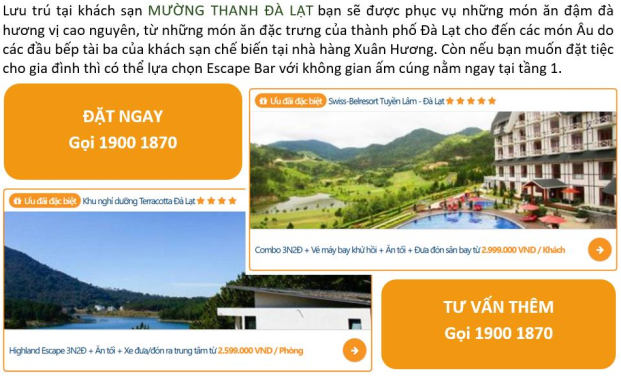 Lưu trú tại khách sạn MƯỜNG THANH ĐÀ LẠT bạn sẽ được phục vụ những món ăn đậm đà
hương vị cao nguyên, từ những món ăn đặc trưng của thành phố Đà Lạt cho đến các món Âu do
các đầu bếp tài ba của khách sạn chế biến tại nhà hàng Xuân Hương. Còn nếu bạn muốn đặt tiệc
cho gia đình thì có thể lựa chọn Escape Bar với không gian ấm cúng nằm ngay tại tầng 1.
ĐẶT NGAY
Gọi 1900 1870
Ưu đãi đặc biệt Swiss-Belresort Tuyền Lâm - Đà Lạt
Combo 3N2Đ + Vé máy bay khứ hồi + Ăn tối + Đưa đón sân bay từ 2.999.000 VND / Khách
Ưu đãi đặc biệt Khu nghỉ dưỡng Terracotta Đà Lạt
Highland Escape 3N2Đ + Ăn tối + Xe đưa/đón ra trung tâm từ 2.599.000 VND / Phòng
TƯ VẤN THÊM
Gọi 1900 1870